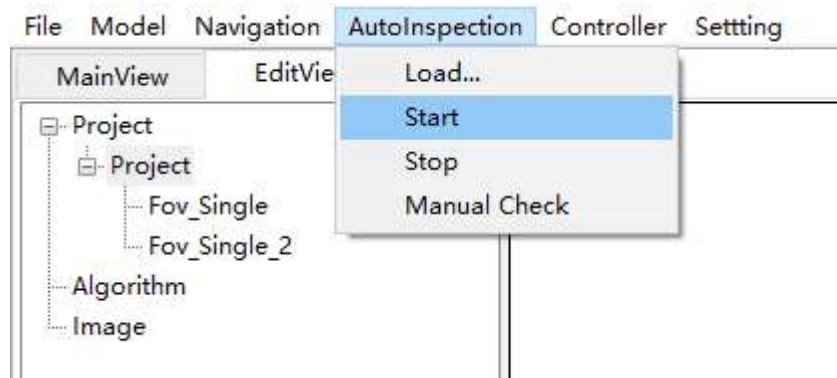 File Model Navigation AutoInspection Controller Settting
MainView EditVie
Load...
Start
Stop
Manual Check
Project
Project
Fov_Single
Fov_Single_2
Algorithm
Image